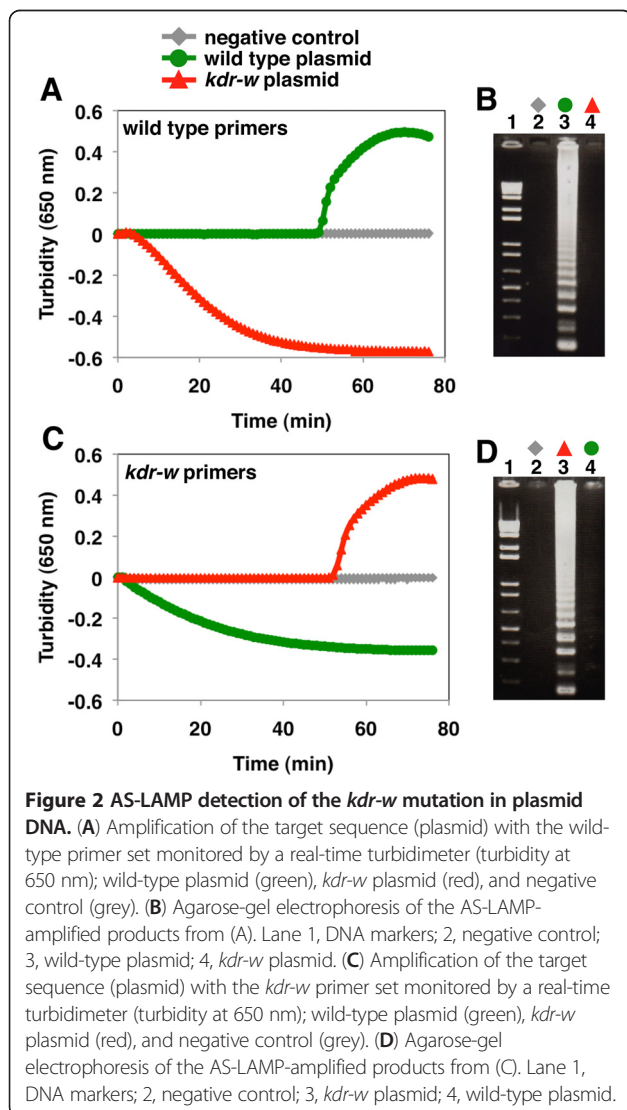 negative control
wild type plasmid
kdr-w plasmid
A
wild type primers
Turbidity (650 nm)
0.6
0.4
0.2
0
-0.2
-0.4
-0.6
0 20 40 60 80
Time (min)
B
1 2 3 4
C
kdr-w primers
Turbidity (650 nm)
0.6
0.4
0.2
0
-0.2
-0.4
-0.6
0 20 40 60 80
Time (min)
D
1 2 3 4
Figure 2 AS-LAMP detection of the kdr-w mutation in plasmid
DNA. (A) Amplification of the target sequence (plasmid) with the wild-
type primer set monitored by a real-time turbidimeter (turbidity at
650 nm); wild-type plasmid (green), kdr-w plasmid (red), and negative
control (grey). (B) Agarose-gel electrophoresis of the AS-LAMP-
amplified products from (A). Lane 1, DNA markers; 2, negative control;
3, wild-type plasmid; 4, kdr-w plasmid. (C) Amplification of the target
sequence (plasmid) with the kdr-w primer set monitored by a real-time
turbidimeter (turbidity at 650 nm); wild-type plasmid (green), kdr-w
plasmid (red), and negative control (grey). (D) Agarose-gel
electrophoresis of the AS-LAMP-amplified products from (C). Lane 1,
DNA markers; 2, negative control; 3, kdr-w plasmid; 4, wild-type plasmid.